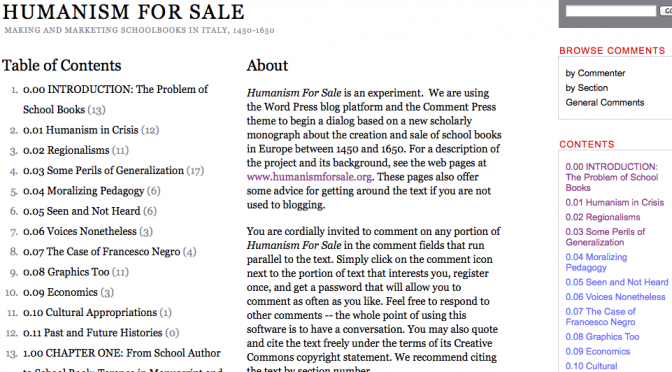 HUMANISM FOR SALE
MAKING AND MARKETING SCHOOLBOOKS IN ITALY, 1450-1650
Table of Contents
1. 0.00 INTRODUCTION: The Problem of
School Books (13)
2. 0.01 Humanism in Crisis (12)
3. 0.02 Regionalisms (11)
4. 0.03 Some Perils of Generalization (17)
5. 0.04 Moralizing Pedagogy (6)
6. 0.05 Seen and Not Heard (6)
7. 0.06 Voices Nonetheless (3)
8. 0.07 The Case of Francesco Negro (4)
9. 0.08 Graphics Too (11)
10. 0.09 Economics (3)
11. 0.10 Cultural Appropriations (1)
12. 0.11 Past and Future Histories (0)
13. 1.00 CHAPTER ONE: From School Author
to School Book: Terence in Manuscript and
About
Humanism For Sale is an experiment. We are using
the Word Press blog platform and the Comment Press
theme to begin a dialog based on a new scholarly
monograph about the creation and sale of school books
in Europe between 1450 and 1650. For a description of
the project and its background, see the web pages at
www.humanismforsale.org. These pages also offer
some advice for getting around the text if you are not
used to blogging.
You are cordially invited to comment on any portion of
Humanism For Sale in the comment fields that run
parallel to the text. Simply click on the comment icon
next to the portion of text that interests you, register
once, and get a password that will allow you to
comment as often as you like. Feel free to respond to
other comments -- the whole point of using this
software is to have a conversation. You may also quote
and cite the text freely under the terms of its Creative
Commons copyright statement. We recommend citing
the text by section number.
BROWSE COMMENTS
by Commenter
by Section
General Comments
CONTENTS
0.00 INTRODUCTION:
The Problem of School
Books
0.01 Humanism in Crisis
0.02 Regionalisms
0.03 Some Perils of
Generalization
0.04 Moralizing
Pedagogy
0.05 Seen and Not Heard
0.06 Voices Nonetheless
0.07 The Case of
Francesco Negro
0.08 Graphics Too
0.09 Economics
0.10 Cultural